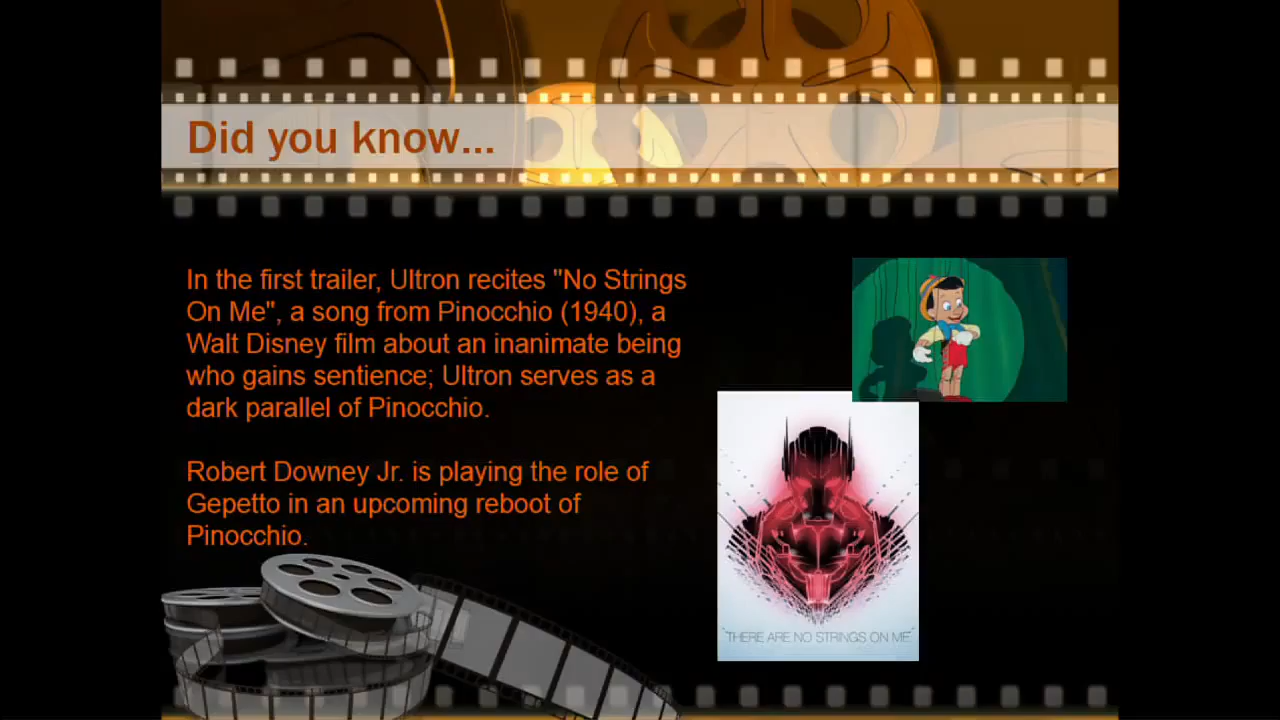 Did you know...
In the first trailer, Ultron recites "No Strings
On Me", a song from Pinocchio (1940), a
Walt Disney film about an inanimate being
who gains sentience; Ultron serves as a
dark parallel of Pinocchio.
Robert Downey Jr. is playing the role of
Gepetto in an upcoming reboot of
Pinocchio.
THERE ARE NO STRINGS ON ME